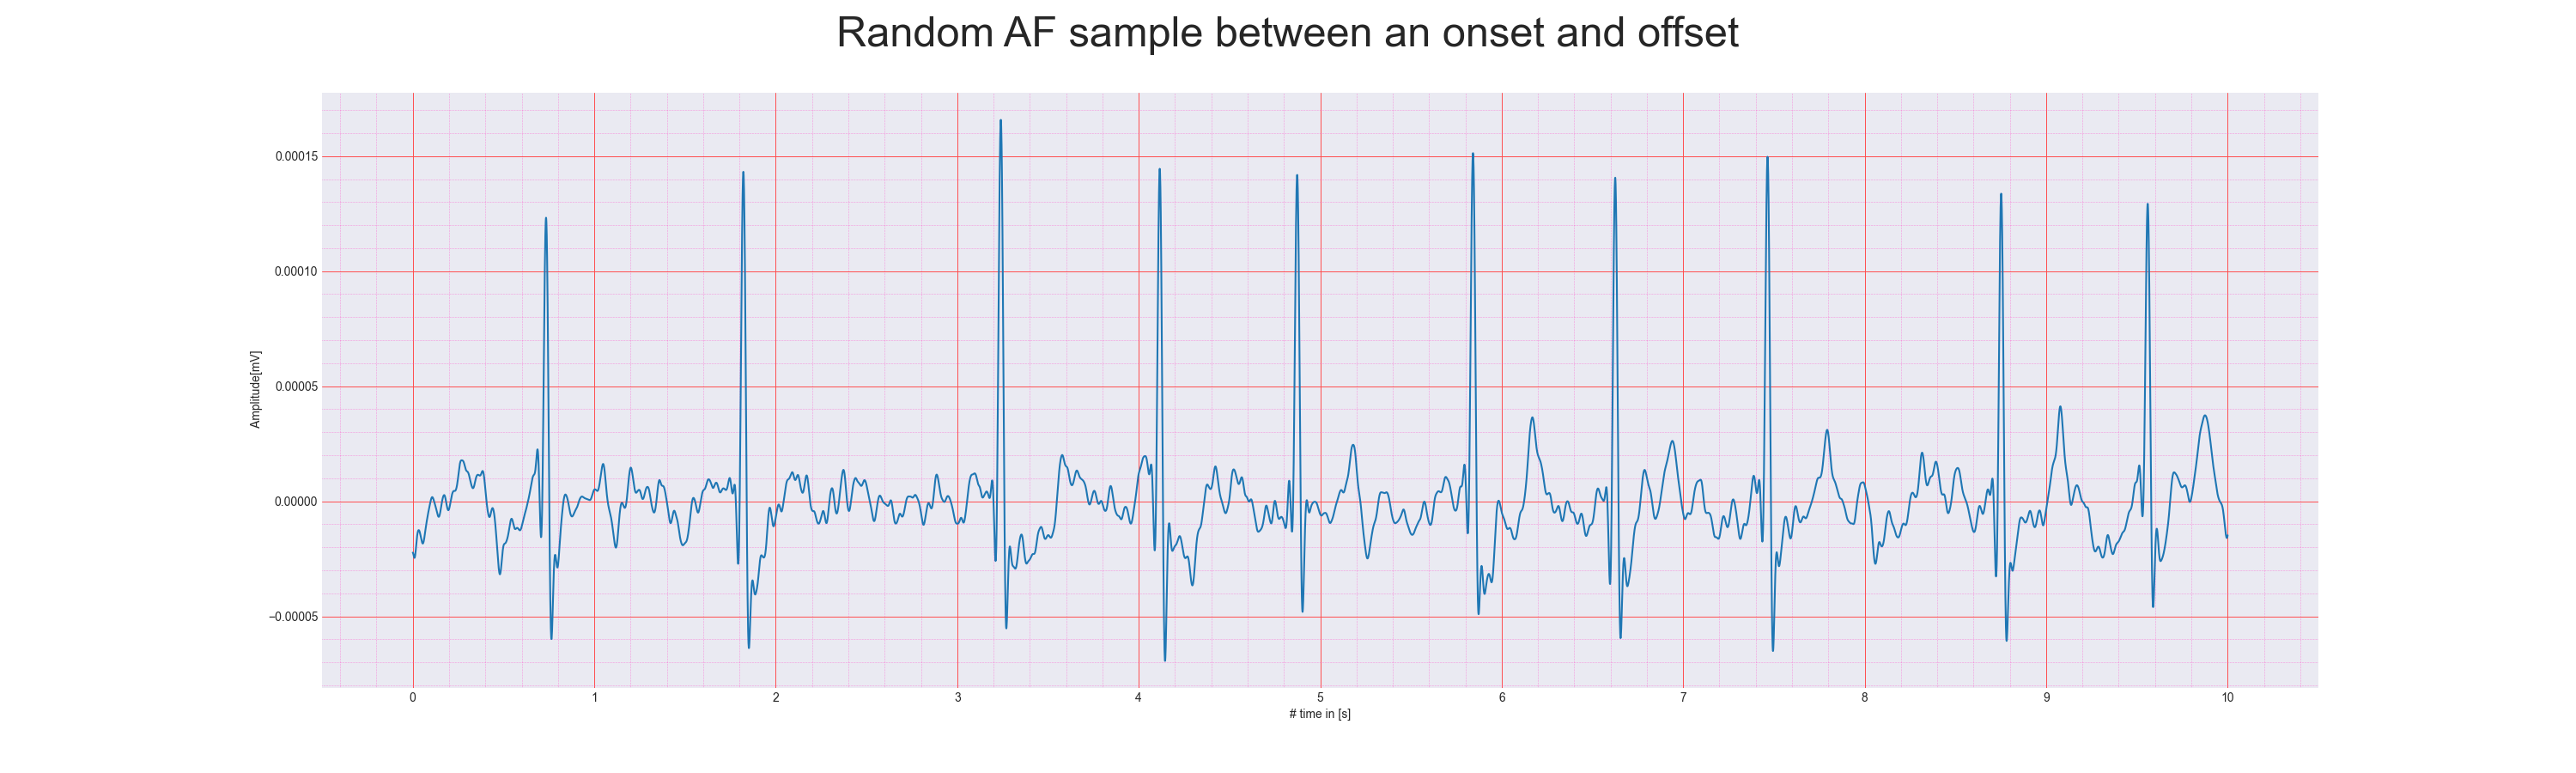 Random AF sample between an onset and offset
0.00015
0.00010
0.00005
0.00000
−0.00005
Amplitude[mV]
0 1 2 3 4 5 6 7 8 9 10
# time in [s]